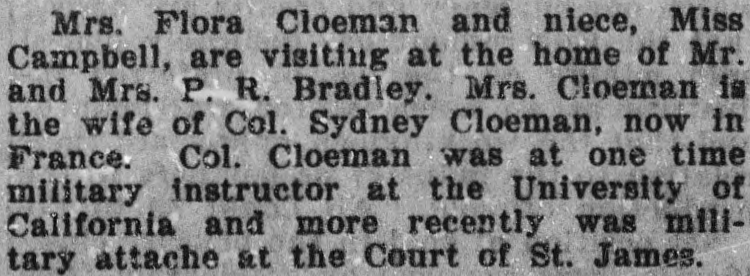 Mrs. Flora Cloeman and niece, Miss
Campbell, are visiting at the home of Mr.
and Mrs. P. R. Bradley. Mrs. Cloeman is
the wife of Col. Sydney Cloeman, now in
France. Col. Cloeman was at one time
military instructor at the University of
California and more recently was mili-
tary attache at the Court of St. James.